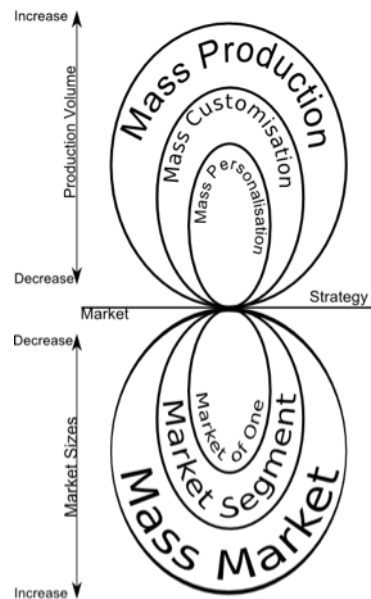 Increase
Production Volume
Mass Production
Mass Customisation
Mass Personalisation
Decrease
Strategy
Market
Decrease
Market Sizes
Market of One
Market Segment
Mass Market
Increase